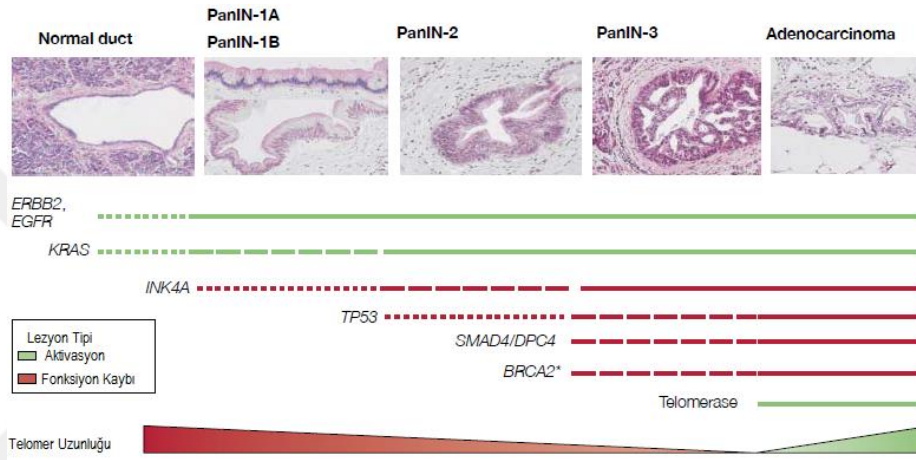 Normal duct
PanIN-1A
PanIN-1B
PanIN-2
PanIN-3
Adenocarcinoma
ERBB2,
EGFR
KRAS
INK4A
TP53
SMAD4/DPC4
BRCA2*
Telomerase
Lezyon Tipi
Aktivasyon
Fonksiyon Kaybı
Telomer Uzunluğu